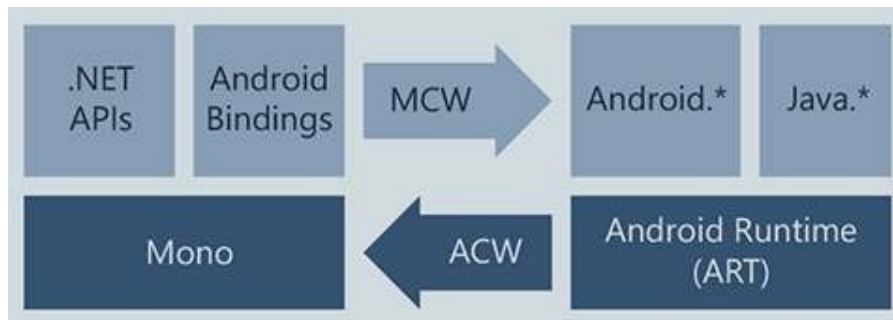 .NET
APIs
Android
Bindings
MCW
Android.*
Java.*
Mono
ACW
Android Runtime
(ART)